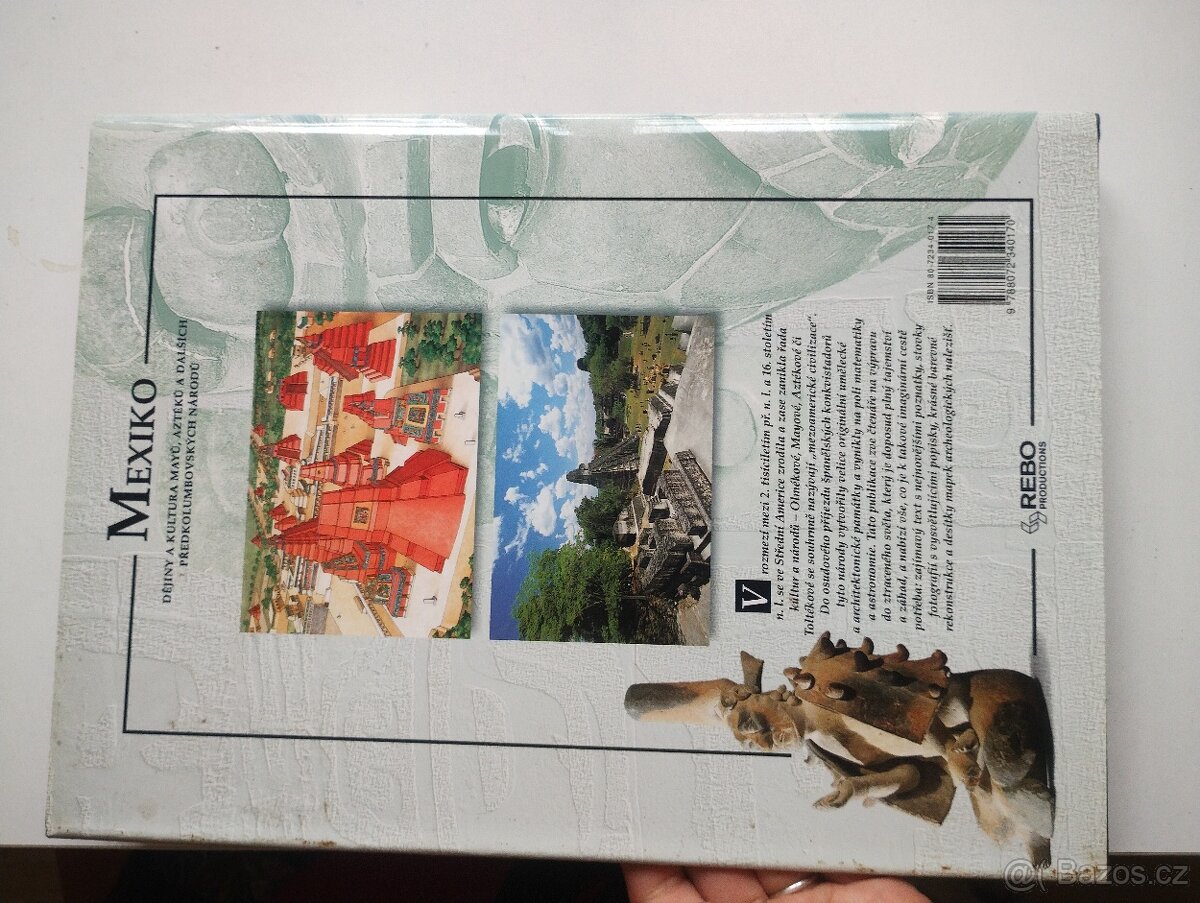 MEXIKO
DĚJINY A KULTURA MAYŮ, AZTÉKŮ A DALŠÍCH
PŘEDKOLUMBOVSKÝCH NÁRODŮ
V rozmezí mezi 2. tisíciletím př. n. l. a 16. stoletím
n. l. se ve Střední Americe zrodila a zase zanikla řada
kultur a národů – Olmékové, Mayové, Aztékové či
Toltékové se souhrnně nazývají „mezoamerické civilizace“.
Do osudového příjezdu španělských konkvistadorů
tyto národy vytvořily velice originální umělecké
a architektonické památky a vynikly na poli matematiky
a astronomie. Tato publikace zve čtenáře na výpravu
do ztraceného světa, který je doposud plný tajemství
a záhad, a nabízí vše, co je k takové imaginární cestě
potřeba: zajímavý text s nejnovějšími poznatky, stovky
fotografií s vysvětlujícími popisky, krásné barevné
rekonstrukce a desítky mapek archeologických nalezišť.
ISBN 80-7234-017-4
9 788072 340170
REBO
PRODUCTIONS
@ Bazos.cz